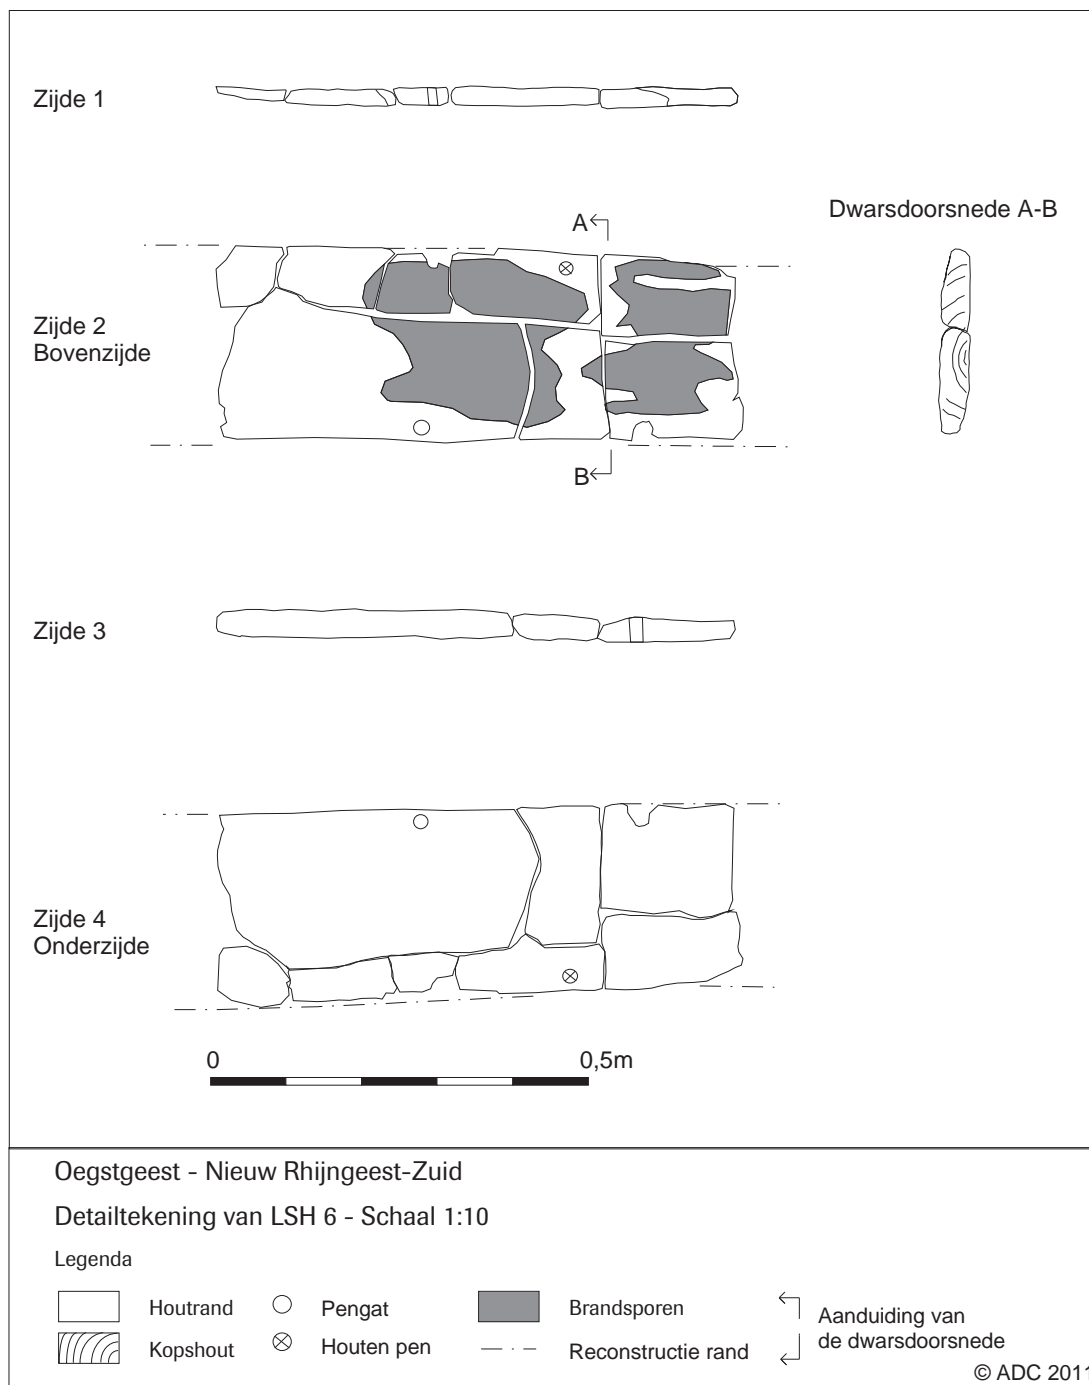 Zijde 1
A
Dwarsdoorsnede A-B
Zijde 2
Bovenzijde
B
Zijde 3
Zijde 4
Onderzijde
0
0,5m
Oegstgeest - Nieuw Rhijngeest-Zuid
Detailtekening van LSH 6 - Schaal 1:10
Legenda
Houtrand
Pengat
Brandsporen
Aanduiding van
de dwarsdoorsnede
Kopshout
Houten pen
Reconstructie rand
© ADC 2011